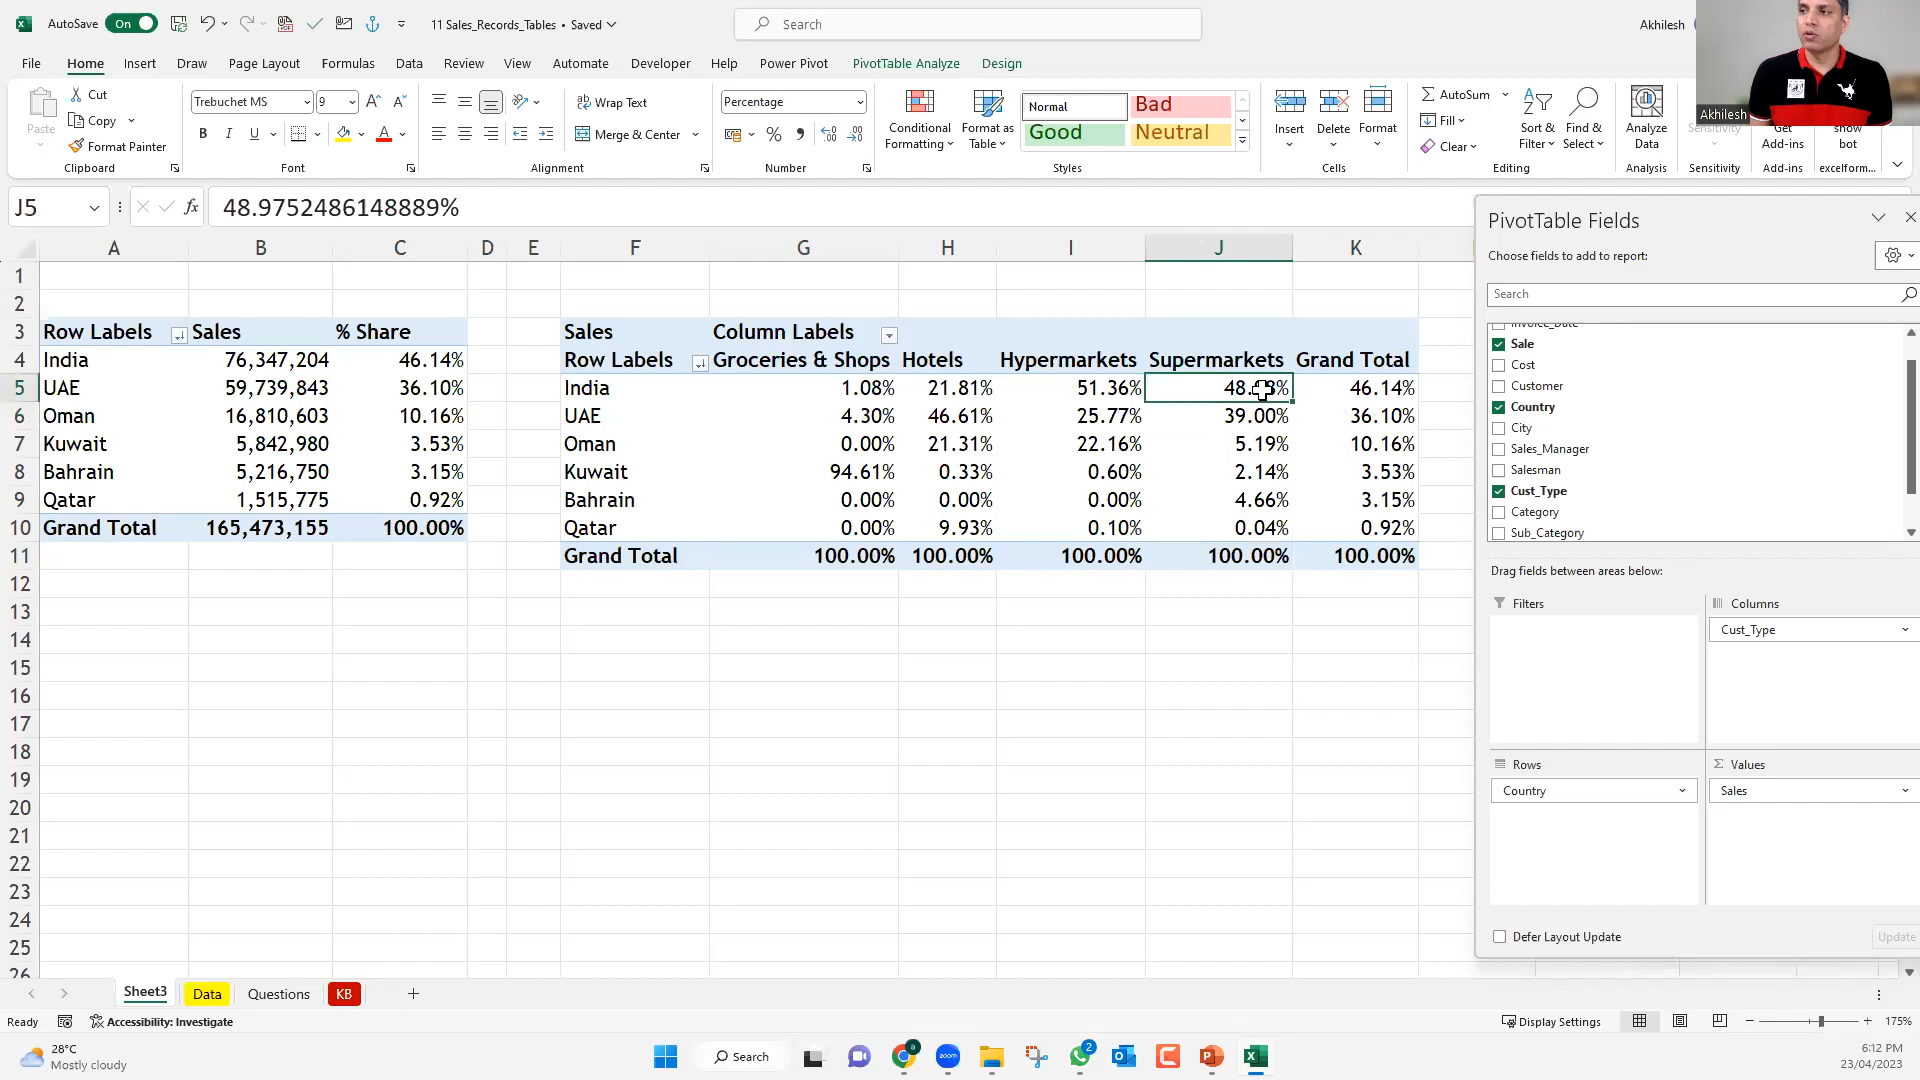 AutoSave On 11 Sales_Records_Tables • Saved Search Akhilesh
File Home Insert Draw Page Layout Formulas Data Review View Automate Developer Help Power Pivot PivotTable Analyze Design
Paste Cut Copy Format Painter Clipboard
Trebuchet MS 9 B I U A Font
Wrap Text Merge & Center Alignment
Percentage % Number
Conditional Formatting Format as Table Normal Bad Good Neutral Styles
Insert Delete Format Cells
AutoSum Fill Clear Sort & Filter Find & Select Editing
Analyze Data Analysis Sensitivity Sensitivity Get Add-ins Add-ins show bot excelform...
Akhilesh
J5 fx 48.9752486148889%
A B C D E F G H I J K
1
2
3 Row Labels Sales % Share Sales Column Labels
4 India 76,347,204 46.14% Row Labels Groceries & Shops Hotels Hypermarkets Supermarkets Grand Total
5 UAE 59,739,843 36.10% India 1.08% 21.81% 51.36% 46.14%
6 Oman 16,810,603 10.16% UAE 4.30% 46.61% 25.77% 39.00% 36.10%
7 Kuwait 5,842,980 3.53% Oman 0.00% 21.31% 22.16% 5.19% 10.16%
8 Bahrain 5,216,750 3.15% Kuwait 94.61% 0.33% 0.60% 2.14% 3.53%
9 Qatar 1,515,775 0.92% Bahrain 0.00% 0.00% 0.00% 4.66% 3.15%
10 Grand Total 165,473,155 100.00% Qatar 0.00% 9.93% 0.10% 0.04% 0.92%
11 Grand Total 100.00% 100.00% 100.00% 100.00% 100.00%
12
13
14
15
16
17
18
19
20
21
22
23
24
25
26
PivotTable Fields
Choose fields to add to report:
Search
Invoice_Date
Sale
Cost
Customer
Country
City
Sales_Manager
Salesman
Cust_Type
Category
Sub_Category
Drag fields between areas below:
Filters Columns
Cust_Type
Rows Σ Values
Country Sales
Defer Layout Update Update
Sheet3 Data Questions KB
Ready Accessibility: Investigate Display Settings 175%
28°C
Mostly cloudy
Search
zoom
a
2
6:12 PM
23/04/2023